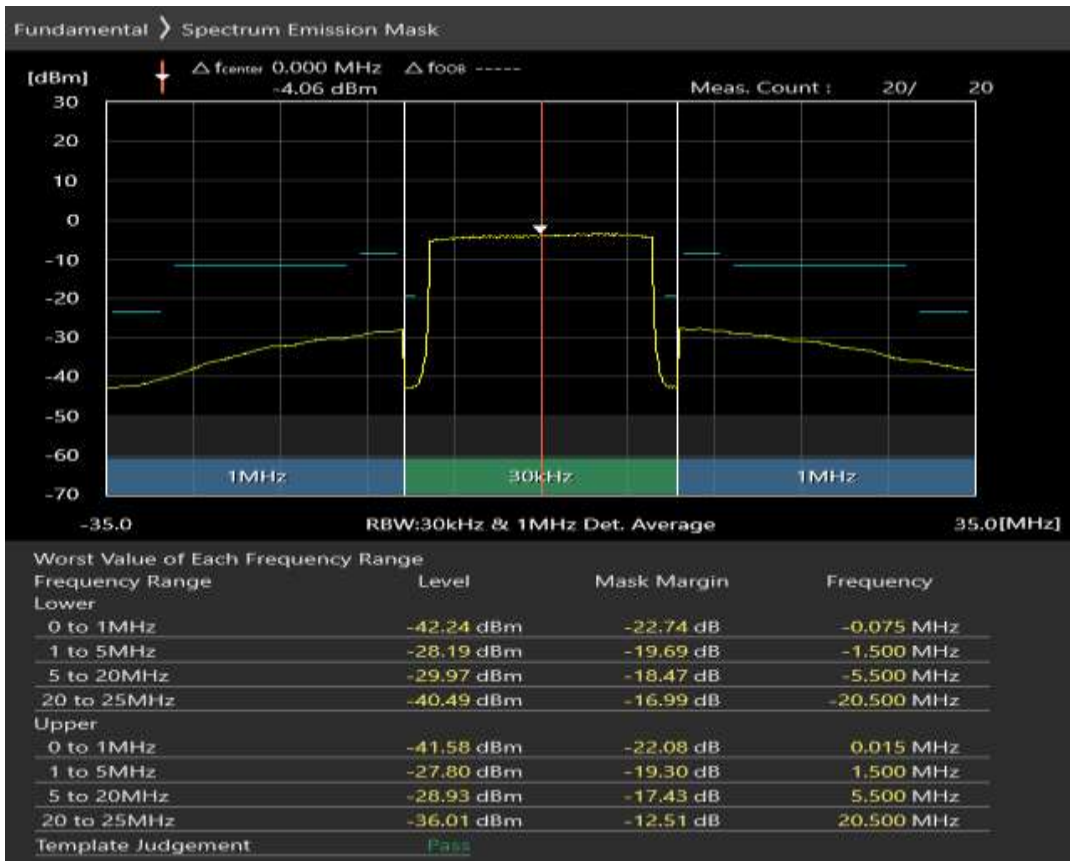 Fundamental ❯ Spectrum Emission Mask
△ fcenter 0.000 MHz △ fOOB -----
[dBm] -4.06 dBm Meas. Count : 20/ 20
30
20
10
0
-10
-20
-30
-40
-50
-60
1MHz 30kHz 1MHz
-70
-35.0 RBW:30kHz & 1MHz Det. Average 35.0[MHz]
Worst Value of Each Frequency Range
Frequency Range Level Mask Margin Frequency
Lower
0 to 1MHz -42.24 dBm -22.74 dB -0.075 MHz
1 to 5MHz -28.19 dBm -19.69 dB -1.500 MHz
5 to 20MHz -29.97 dBm -18.47 dB -5.500 MHz
20 to 25MHz -40.49 dBm -16.99 dB -20.500 MHz
Upper
0 to 1MHz -41.58 dBm -22.08 dB 0.015 MHz
1 to 5MHz -27.80 dBm -19.30 dB 1.500 MHz
5 to 20MHz -28.93 dBm -17.43 dB 5.500 MHz
20 to 25MHz -36.01 dBm -12.51 dB 20.500 MHz
Template Judgement Pass